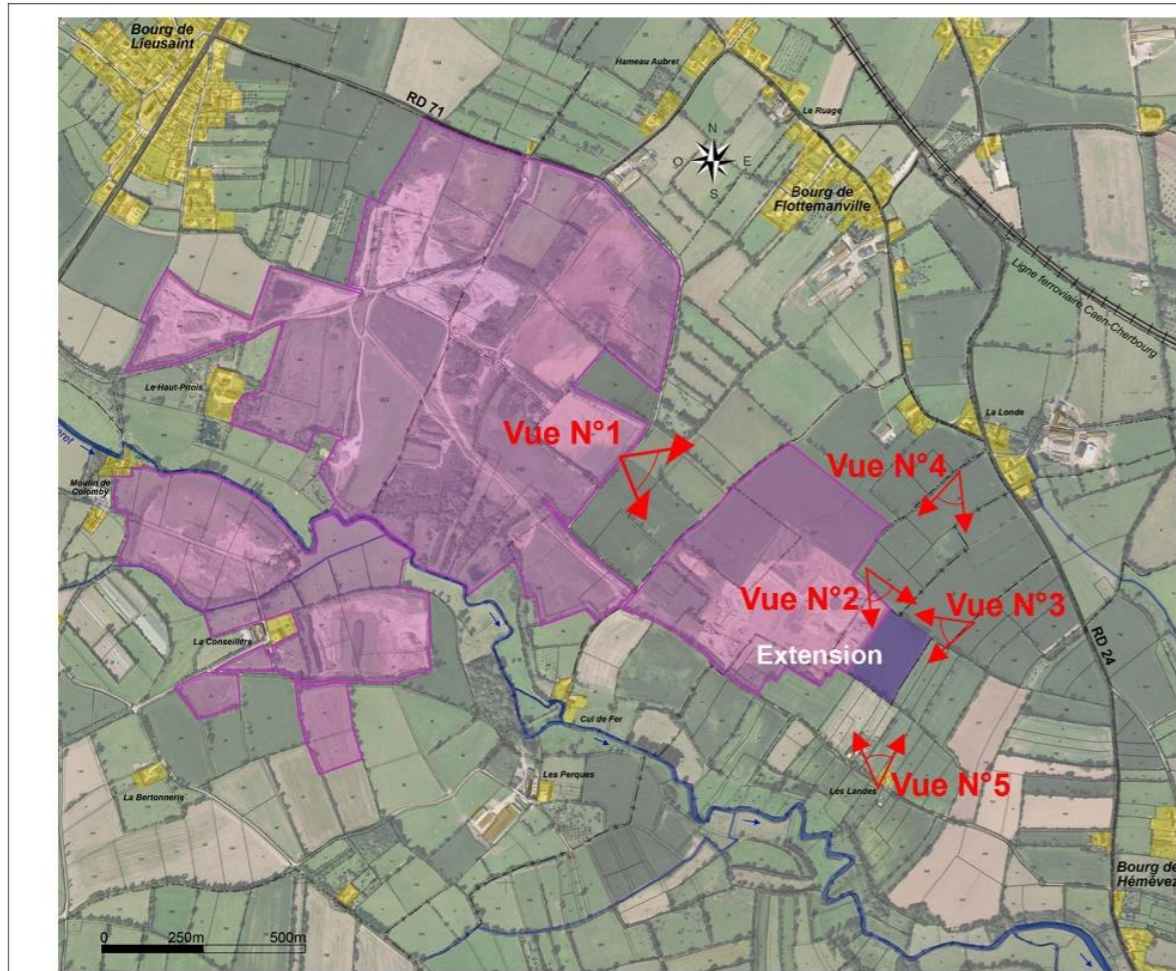 Bourg de
Lieusaint
RD 71
Hameau Aubret
Le Ruage
N
O
E
S
Bourg de
Flottemanville
Ligne ferroviaire Caen-Cherbourg
Le Haut-Pitois
La Londe
Vue N°1
Vue N°4
Moulin de
Colomby
Vue N°2
Vue N°3
La Conseillère
Extension
RD 24
Cul de Fer
Les Perques
La Bertonnerie
Les Landes
Vue N°5
Bourg de
Hémévez
0
250m
500m